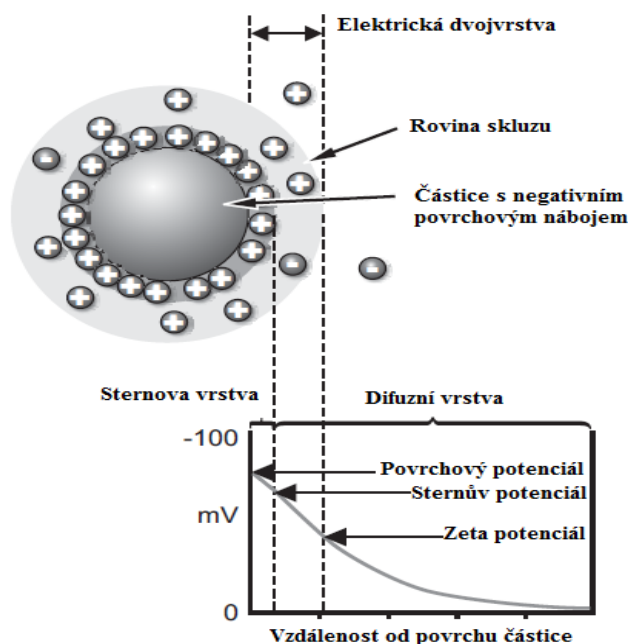 Elektrická dvojvrstva
Rovina skluzu
Částice s negativním
povrchovým nábojem
Sternova vrstva
Difuzní vrstva
-100
Povrchový potenciál
Sternův potenciál
mV
Zeta potenciál
0
Vzdálenost od povrchu částice